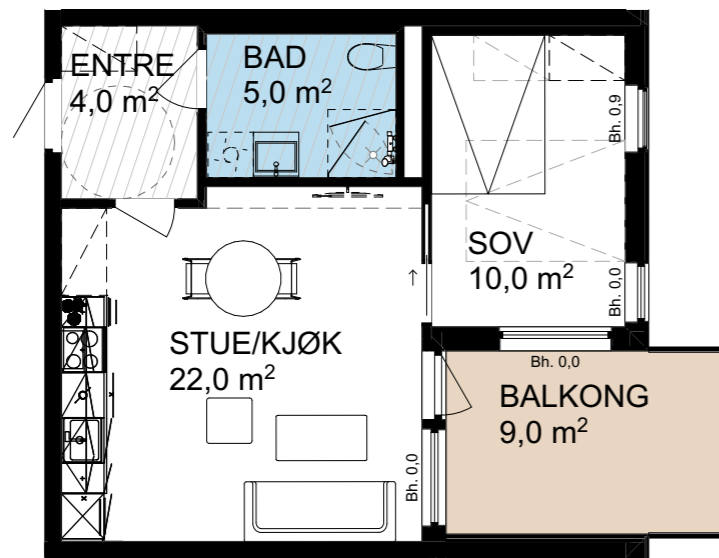 ENTRE
4,0 m²
BAD
5,0 m²
Bh. 0,9
SOV
10,0 m²
Bh. 0,0
STUE/KJØK
22,0 m²
Bh. 0,0
BALKONG
9,0 m²
Bh. 0,0